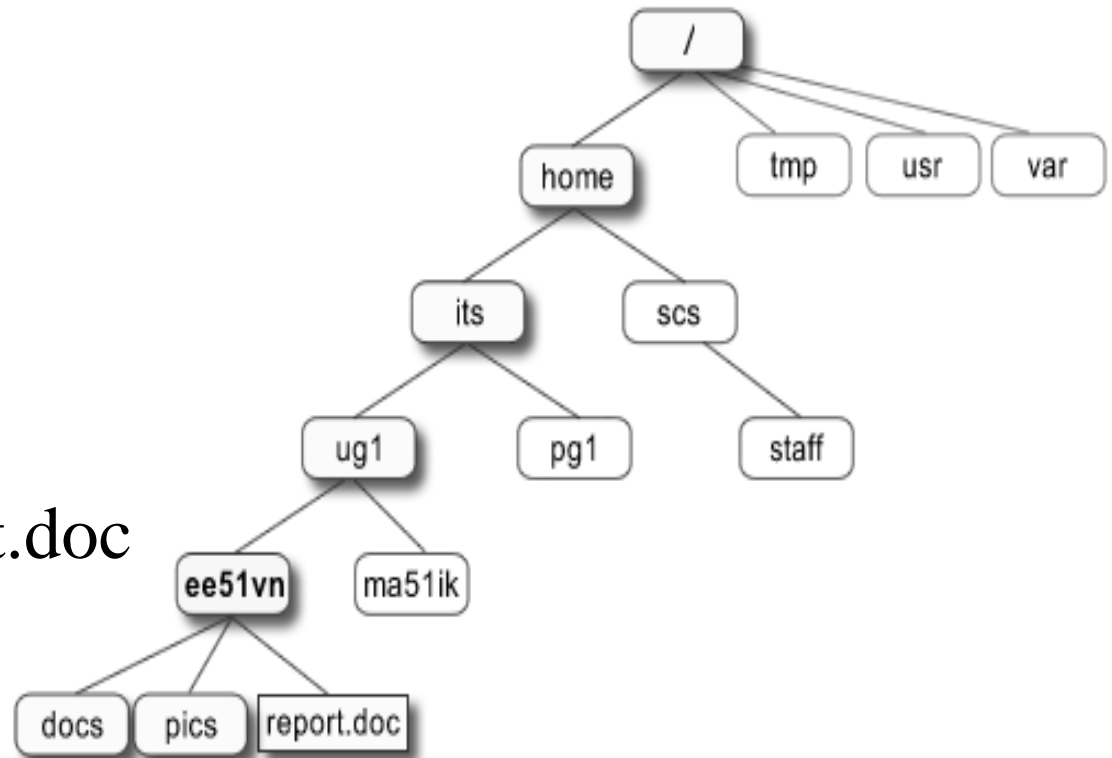 /
home tmp usr var
its scs
ug1 pg1 staff
t.doc
ee51vn ma51ik
docs pics report.doc